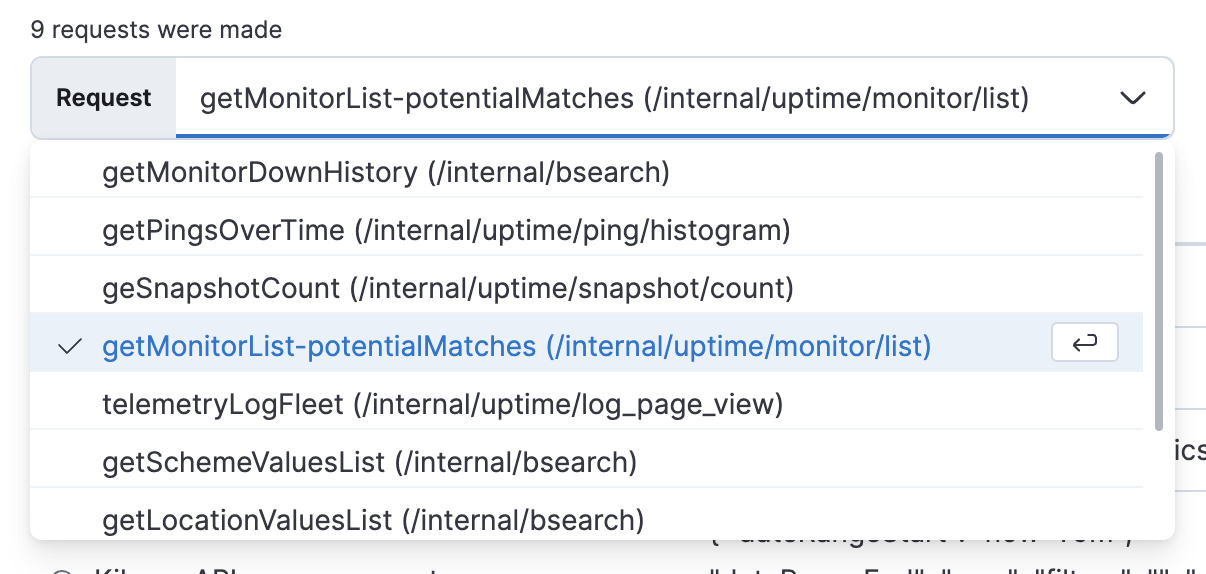 9 requests were made
Request getMonitorList-potentialMatches (/internal/uptime/monitor/list)
getMonitorDownHistory (/internal/bsearch)
getPingsOverTime (/internal/uptime/ping/histogram)
geSnapshotCount (/internal/uptime/snapshot/count)
getMonitorList-potentialMatches (/internal/uptime/monitor/list)
telemetryLogFleet (/internal/uptime/log_page_view)
getSchemeValuesList (/internal/bsearch)
ics
getLocationValuesList (/internal/bsearch)